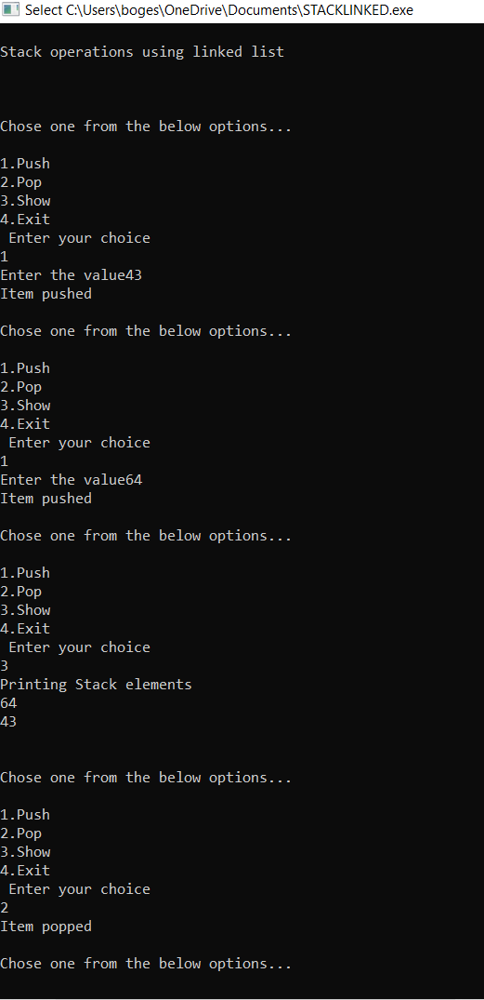 Select C:\Users\boges\OneDrive\Documents\STACKLINKED.exe
Stack operations using linked list
Chose one from the below options...
1.Push
2.Pop
3.Show
4.Exit
Enter your choice
1
Enter the value43
Item pushed
Chose one from the below options...
1.Push
2.Pop
3.Show
4.Exit
Enter your choice
1
Enter the value64
Item pushed
Chose one from the below options...
1.Push
2.Pop
3.Show
4.Exit
Enter your choice
3
Printing Stack elements
64
43
Chose one from the below options...
1.Push
2.Pop
3.Show
4.Exit
Enter your choice
2
Item popped
Chose one from the below options...